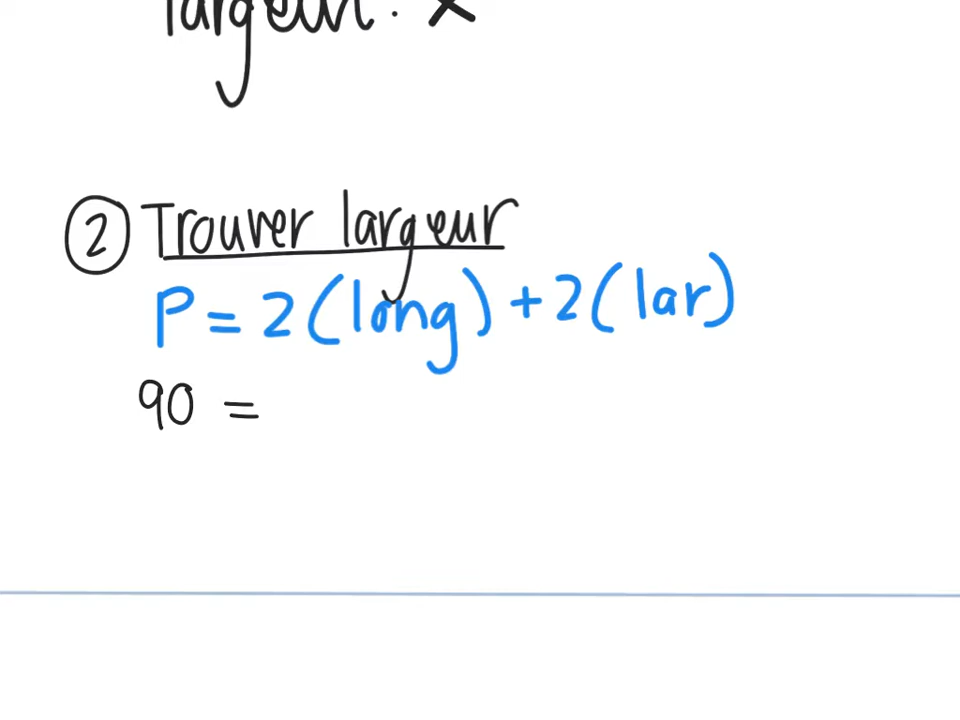 largeur : x
② Trouver largeur
P = 2 (long) + 2 (lar)
90 =